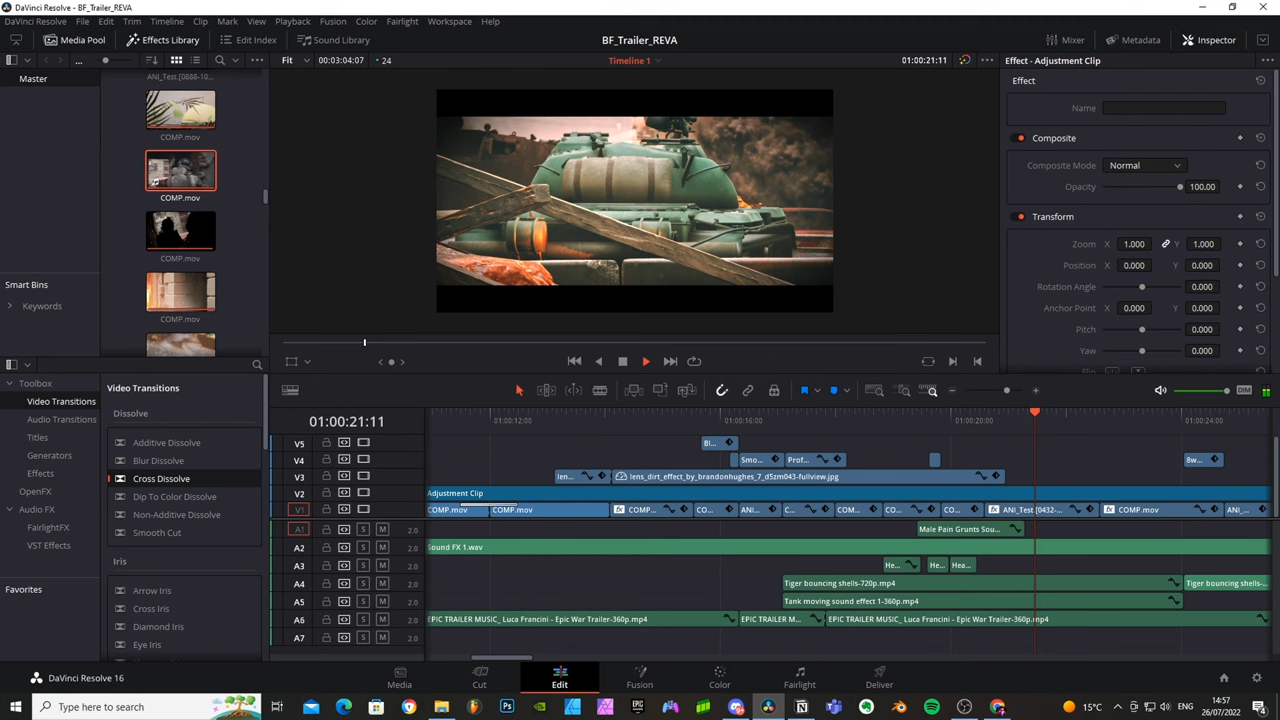 DaVinci Resolve - BF_Trailer_REVA
DaVinci Resolve File Edit Trim Timeline Clip Mark View Playback Fusion Color Fairlight Workspace Help
Media Pool Effects Library Edit Index Sound Library BF_Trailer_REVA Mixer Metadata Inspector
... Fit 00:03:04:07 24 Timeline 1 01:00:21:11 Effect - Adjustment Clip
Master
ANI_Test.[0888-10...
COMP.mov
COMP.mov
COMP.mov
COMP.mov
Smart Bins
Keywords
Effect
Name
Composite
Composite Mode Normal
Opacity 100.00
Transform
Zoom X 1.000 Y 1.000
Position X 0.000 Y 0.000
Rotation Angle 0.000
Anchor Point X 0.000 Y 0.000
Pitch 0.000
Yaw 0.000
Toolbox
Video Transitions
Audio Transitions
Titles
Generators
Effects
OpenFX
Audio FX
FairlightFX
VST Effects
Favorites
Video Transitions
Dissolve
Additive Dissolve
Blur Dissolve
Cross Dissolve
Dip To Color Dissolve
Non-Additive Dissolve
Smooth Cut
Iris
Arrow Iris
Cross Iris
Diamond Iris
Eye Iris
DIM
01:00:21:11 01:00:12:00 01:00:16:00 01:00:20:00 01:00:24:00
V5 Bl...
V4 Smo... Prof... 8w...
V3 len... lens_dirt_effect_by_brandonhughes_7_d5zm043-fullview.jpg
V2 Adjustment Clip
V1 COMP.mov COMP.mov COMP... CO... ANI... C... COM... CO... CO... ANI_Test.[0432-... COMP.mov ANI_...
A1 S M 2.0 Male Pain Grunts Sou...
A2 S M 2.0 Sound FX 1.wav
A3 S M 2.0 He... He... Hea...
A4 S M 2.0 Tiger bouncing shells-720p.mp4 Tiger bouncing shells-...
A5 S M 2.0 Tank moving sound effect 1-360p.mp4
A6 S M 2.0 EPIC TRAILER MUSIC_ Luca Francini - Epic War Trailer-360p.mp4 EPIC TRAILER M... EPIC TRAILER MUSIC_ Luca Francini - Epic War Trailer-360p.mp4
A7 S M 2.0
DaVinci Resolve 16 Media Cut Edit Fusion Color Fairlight Deliver
Type here to search Ps EPIC GAMES 15°C ENG 14:57
26/07/2022